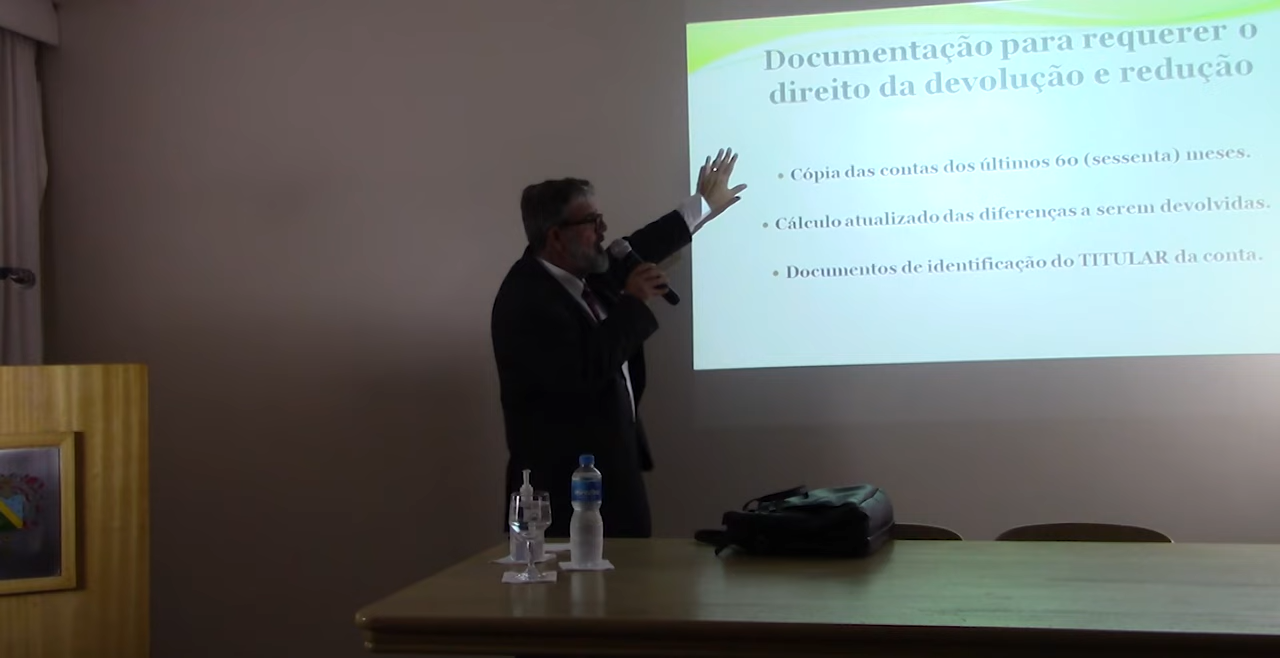 Documentação para requerer o
direito da devolução e redução
• Cópia das contas dos últimos 60 (sessenta) meses.
• Cálculo atualizado das diferenças a serem devolvidas.
• Documentos de identificação do TITULAR da conta.